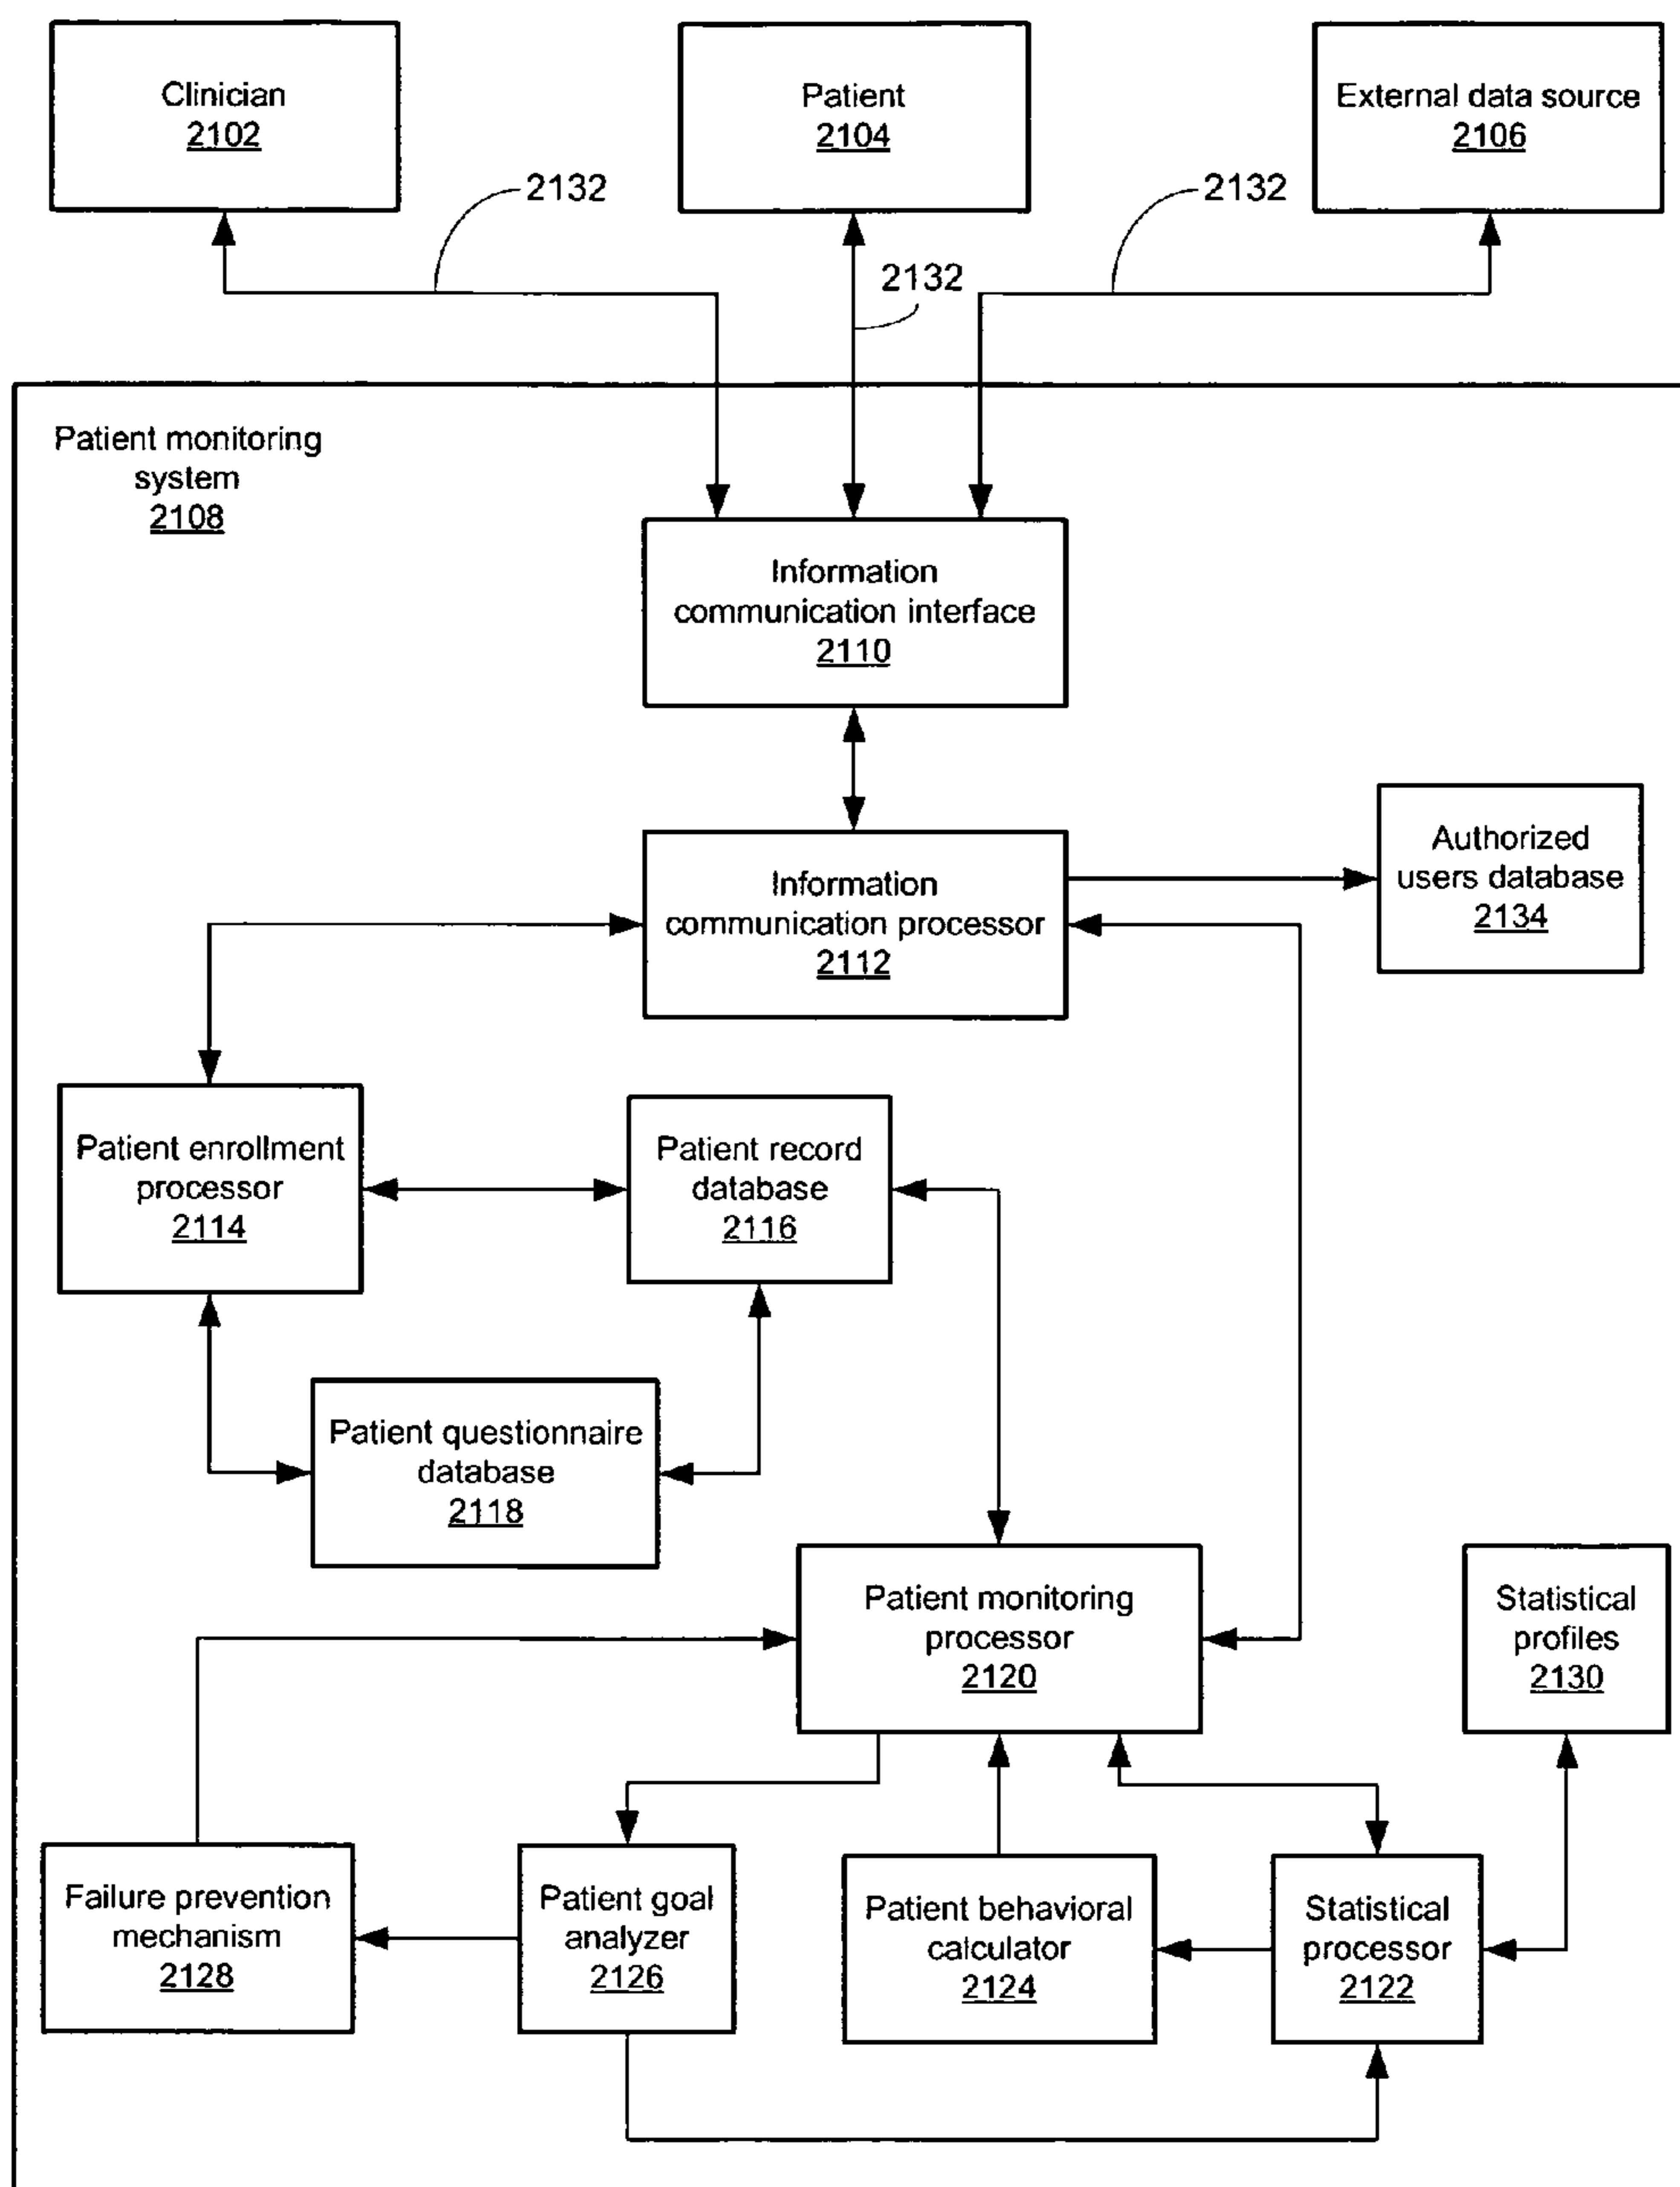 Clinician
2102
Patient
2104
External data source
2106
2132
2132
2132
Patient monitoring
system
2108
Information
communication interface
2110
Information
communication processor
2112
Authorized
users database
2134
Patient enrollment
processor
2114
Patient record
database
2116
Patient questionnaire
database
2118
Patient monitoring
processor
2120
Statistical
profiles
2130
Failure prevention
mechanism
2128
Patient goal
analyzer
2126
Patient behavioral
calculator
2124
Statistical
processor
2122